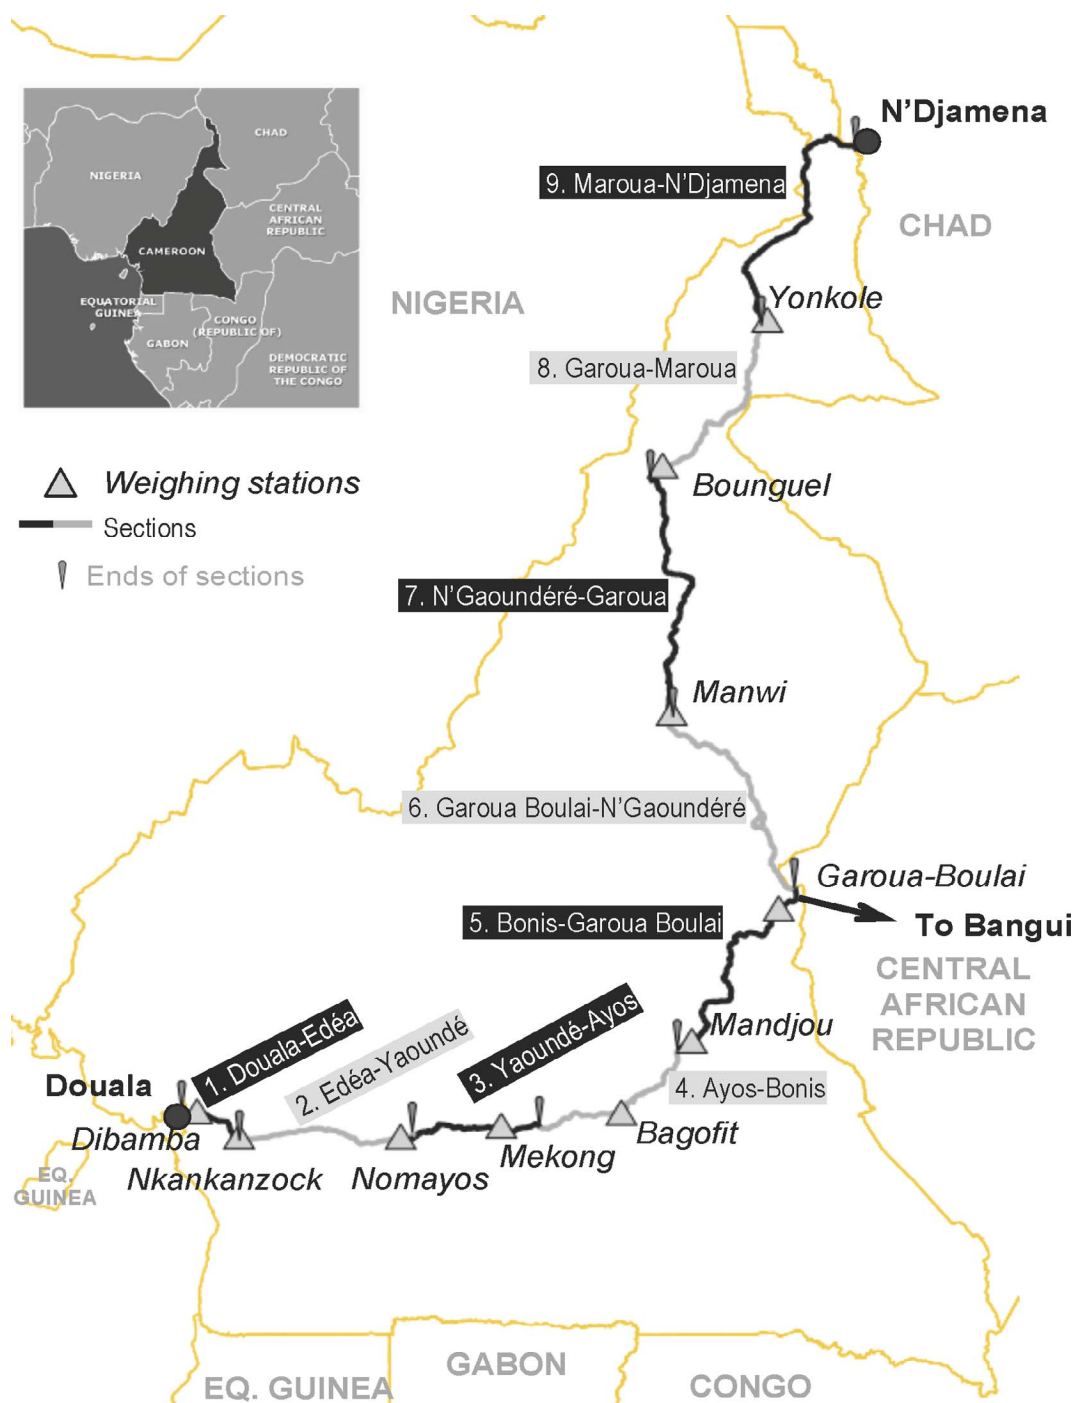 N'Djamena
9. Maroua-N'Djamena
CHAD
NIGERIA
Yonkole
8. Garoua-Maroua
Bounguel
7. N'Gaoundéré-Garoua
Manwi
6. Garoua Boulai-N'Gaoundéré
Garoua-Boulai
5. Bonis-Garoua Boulai
To Bangui
CENTRAL
AFRICAN
REPUBLIC
Mandjou
4. Ayos-Bonis
Bagofit
3. Yaoundé-Ayos
Mekong
2. Edéa-Yaoundé
Nomayos
1. Douala-Edéa
Nkankanzock
Douala
Dibamba
EQ.
GUINEA
EQ. GUINEA
GABON
CONGO
CHAD
NIGERIA
CENTRAL
AFRICAN
REPUBLIC
CAMEROON
EQUATORIAL
GUINEA
CONGO
(REPUBLIC OF)
GABON
DEMOCRATIC
REPUBLIC OF
THE CONGO
Weighing stations
Sections
Ends of sections